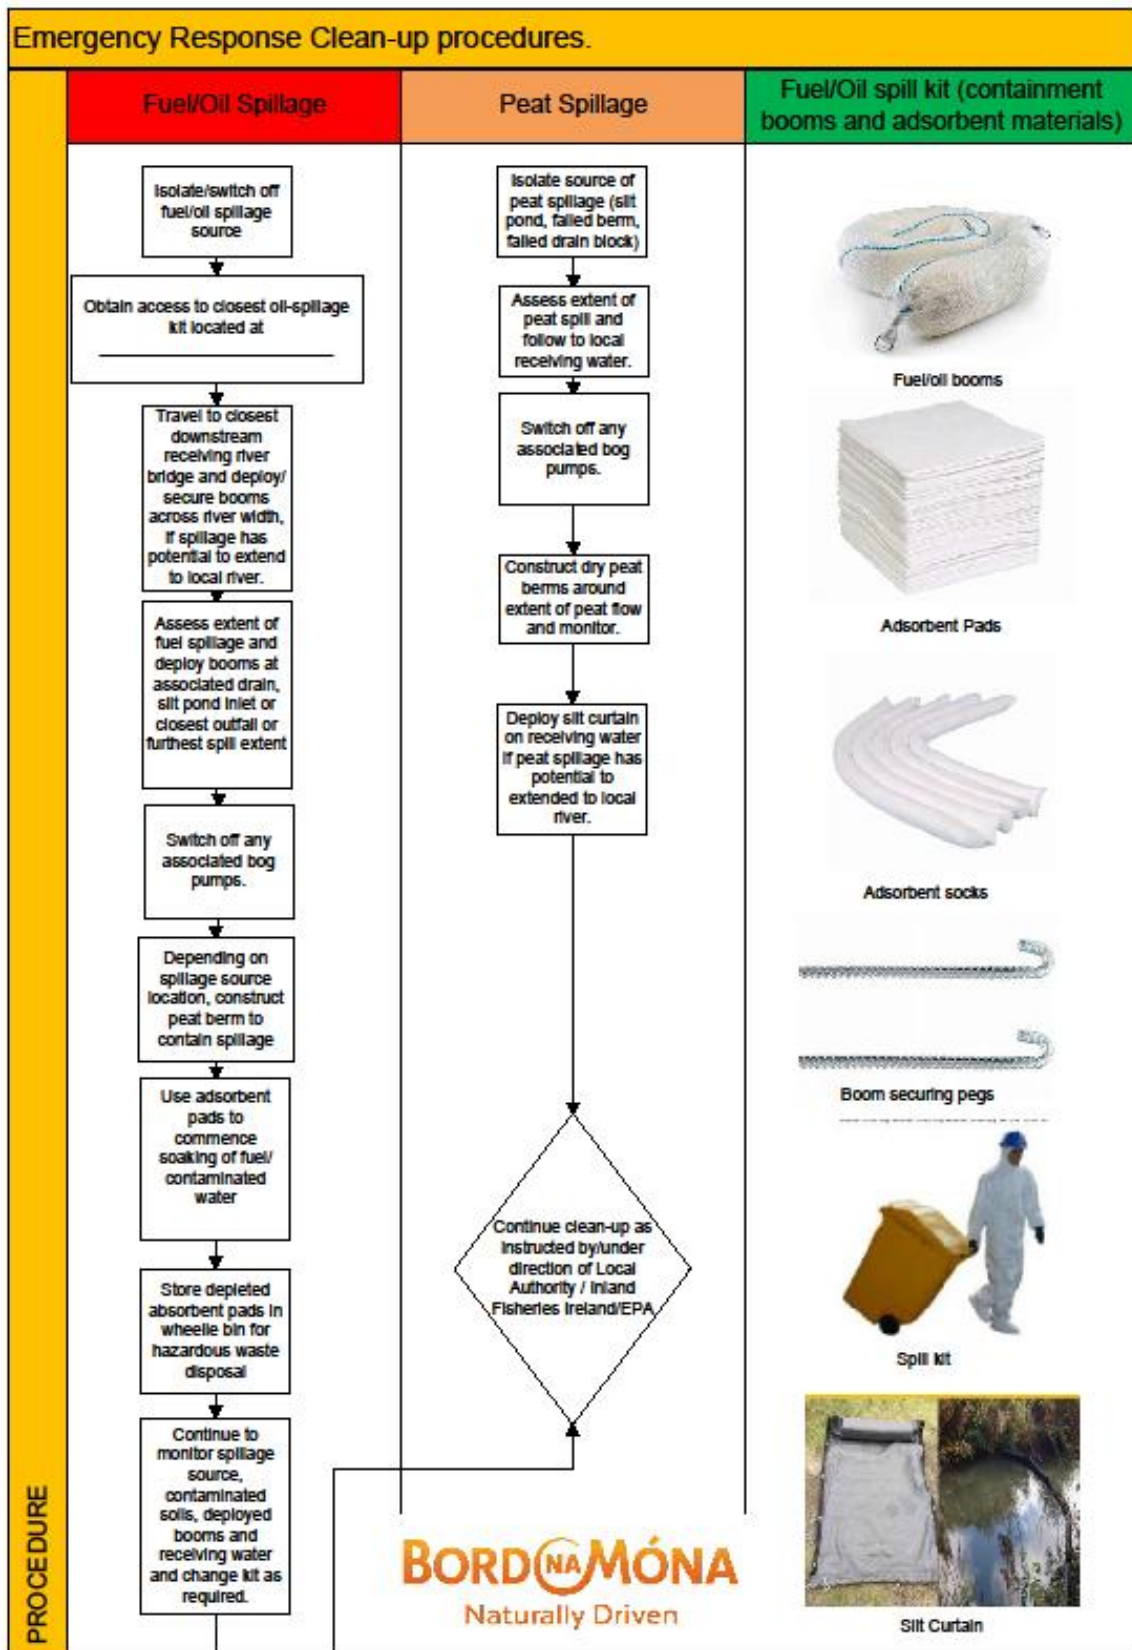 Emergency Response Clean-up procedures.
Fuel/Oil Spillage
Peat Spillage
Fuel/Oil spill kit (containment
booms and adsorbent materials)
PROCEDURE
Isolate/switch off
fuel/oil spillage
source
Obtain access to closest oil-spillage
kit located at
Travel to closest
downstream
receiving river
bridge and deploy/
secure booms
across river width,
if spillage has
potential to extend
to local river.
Assess extent of
fuel spillage and
deploy booms at
associated drain,
silt pond inlet or
closest outfall or
furthest spill extent
Switch off any
associated bog
pumps.
Depending on
spillage source
location, construct
peat berm to
contain spillage
Use adsorbent
pads to
commence
soaking of fuel/
contaminated
water
Store depleted
absorbent pads in
wheelie bin for
hazardous waste
disposal
Continue to
monitor spillage
source,
contaminated
soils, deployed
booms and
receiving water
and change kit as
required.
Isolate source of
peat spillage (silt
pond, failed berm,
failed drain block)
Assess extent of
peat spill and
follow to local
receiving water.
Switch off any
associated bog
pumps.
Construct dry peat
berms around
extent of peat flow
and monitor.
Deploy silt curtain
on receiving water
if peat spillage has
potential to
extended to local
river.
Continue clean-up as
instructed by/under
direction of Local
Authority / Inland
Fisheries Ireland/EPA
BORD NA MÓNA
Naturally Driven
Fuel/oil booms
Adsorbent Pads
Adsorbent socks
Boom securing pegs
Spill kit
Silt Curtain